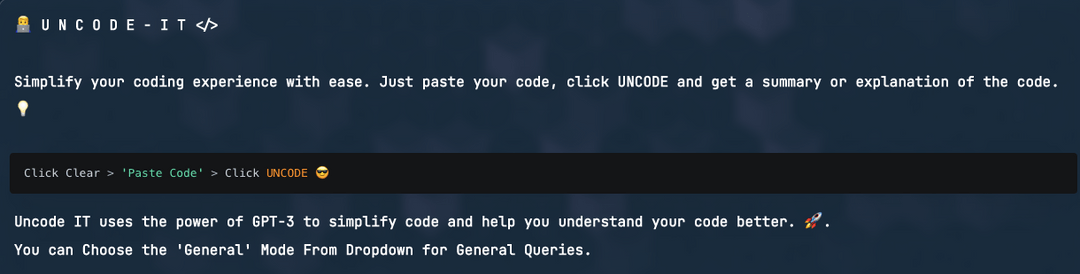 👨‍💻 U N C O D E - I T </>
Simplify your coding experience with ease. Just paste your code, click UNCODE and get a summary or explanation of the code.
💡
Click Clear > 'Paste Code' > Click UNCODE 😎
Uncode IT uses the power of GPT-3 to simplify code and help you understand your code better. 🚀.
You can Choose the 'General' Mode From Dropdown for General Queries.